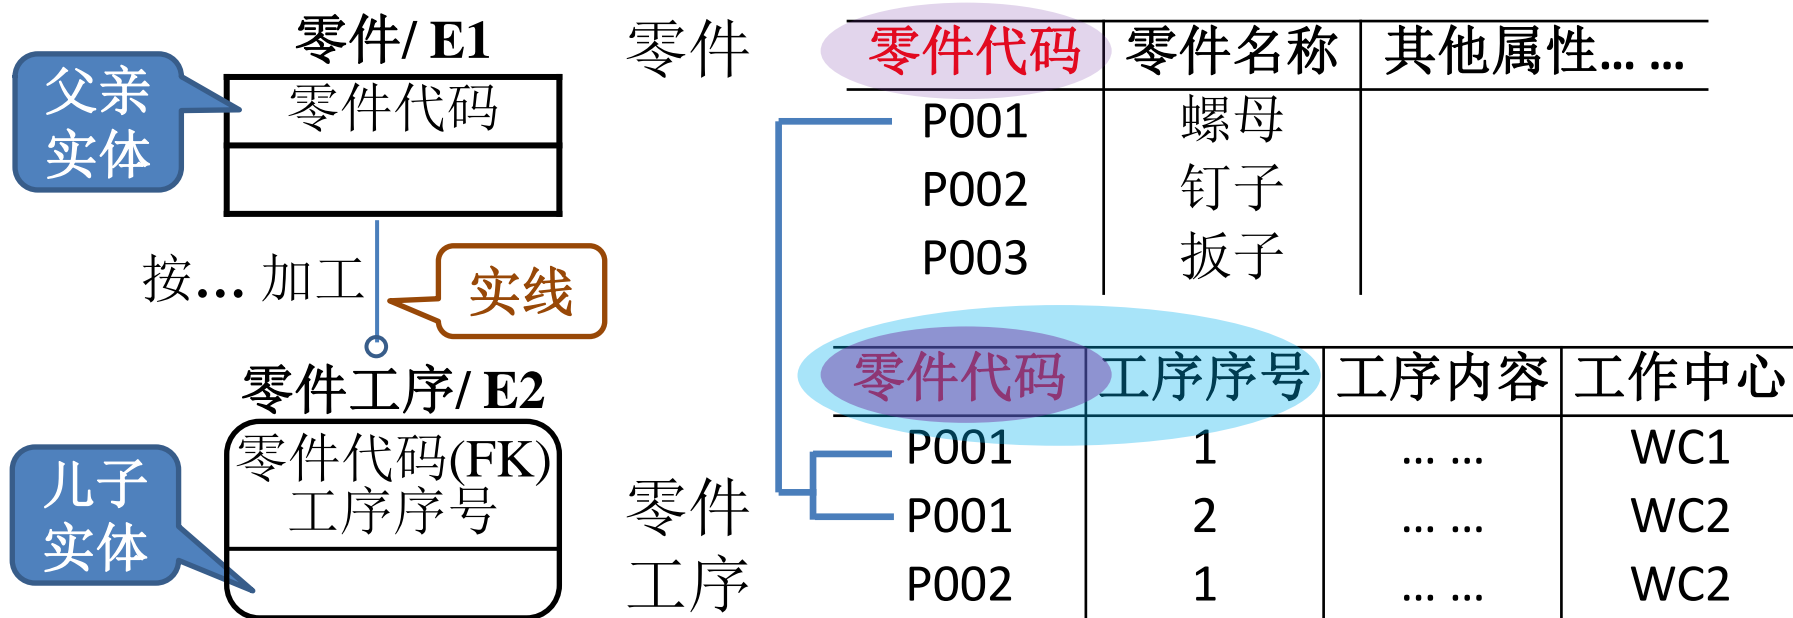 零件/ E1
父亲
实体
零件代码
按... 加工
实线
零件工序/ E2
儿子
实体
零件代码(FK)
工序序号
零件
零件代码 零件名称 其他属性... ...
P001 螺母
P002 钉子
P003 扳子
零件
工序
零件代码 工序序号 工序内容 工作中心
P001 1 ... ... WC1
P001 2 ... ... WC2
P002 1 ... ... WC2